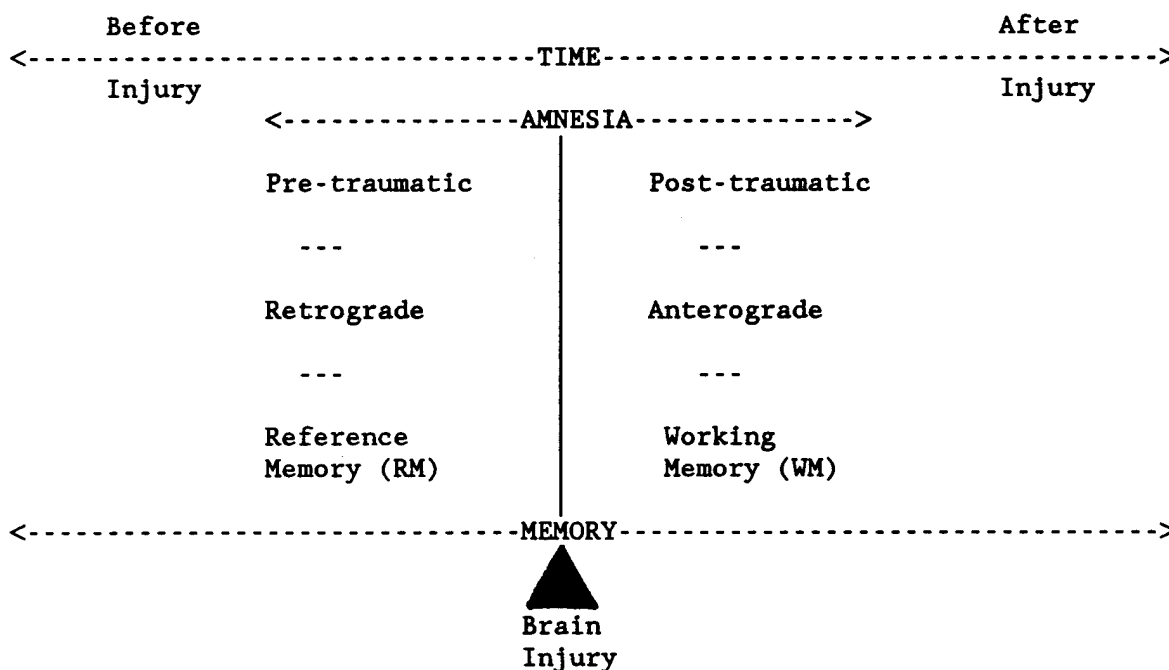 Before After
<---------------------------------TIME------------------------------------>
Injury Injury
<---------------AMNESIA-------------->
Pre-traumatic Post-traumatic
--- ---
Retrograde Anterograde
--- ---
Reference Working
Memory (RM) Memory (WM)
<--------------------------------MEMORY----------------------------------->
Brain
Injury